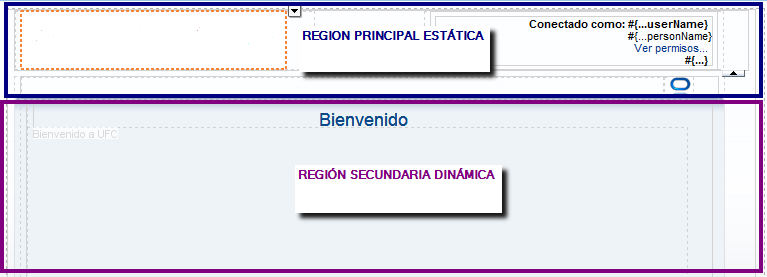 Conectado como: #{...userName}
REGION PRINCIPAL ESTÁTICA
#{...personName}
Ver permisos...
#{...}
Bienvenido
Bienvenido a UFC
REGIÓN SECUNDARIA DINÁMICA